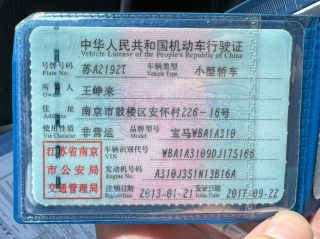 中华人民共和国机动车行驶证
Vehicle License of the People's Republic of China
号牌号码 苏A2192T 车辆类型 小型轿车
Plate No. Vehicle Type
所有人 王峥来
Owner
住址 南京市鼓楼区安怀村226-16号
Address
使用性质 非营运 品牌型号 宝马WBA1A310
Use Character Model
江苏省南京 车辆识别代号 WBA1A3109DJ175166
VIN
市公安局 发动机号码 A310J351N13B16A
Engine No.
交通管理局 注册日期 2013-01-21 发证日期 2017-09-22
Register Date Issue Date